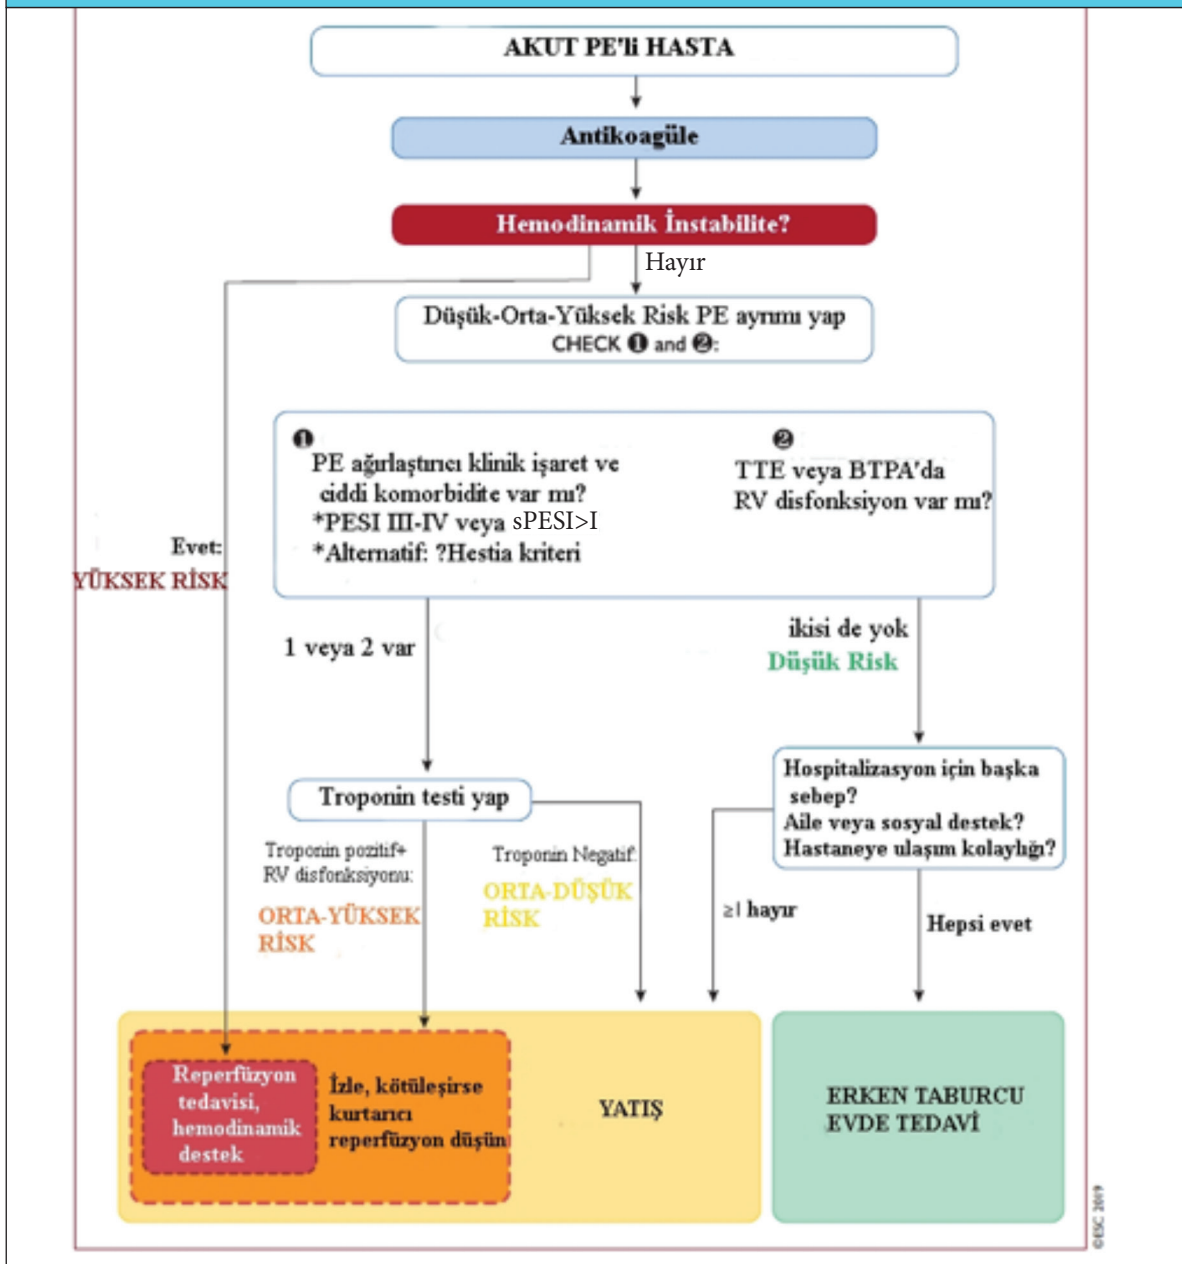 AKUT PE'li HASTA
Antikoagüle
Hemodinamik İnstabilite?
Hayır
Düşük-Orta-Yüksek Risk PE ayrımı yap
CHECK ❶ and ❷:
❶
PE ağırlaştırıcı klinik işaret ve
ciddi komorbidite var mı?
*PESI III-IV veya sPESI>I
*Alternatif: ?Hestia kriteri
❷
TTE veya BTPA'da
RV disfonksiyon var mı?
Evet:
YÜKSEK RİSK
1 veya 2 var
ikisi de yok
Düşük Risk
Troponin testi yap
Hospitalizasyon için başka
sebep?
Aile veya sosyal destek?
Hastaneye ulaşım kolaylığı?
Troponin pozitif+
RV disfonksiyonu:
ORTA-YÜKSEK
RİSK
Troponin Negatif:
ORTA-DÜŞÜK
RİSK
≥I hayır
Hepsi evet
Reperfüzyon
tedavisi,
hemodinamik
destek
İzle, kötüleşirse
kurtarıcı
reperfüzyon düşün
YATIŞ
ERKEN TABURCU
EVDE TEDAVİ
©ESC 2019